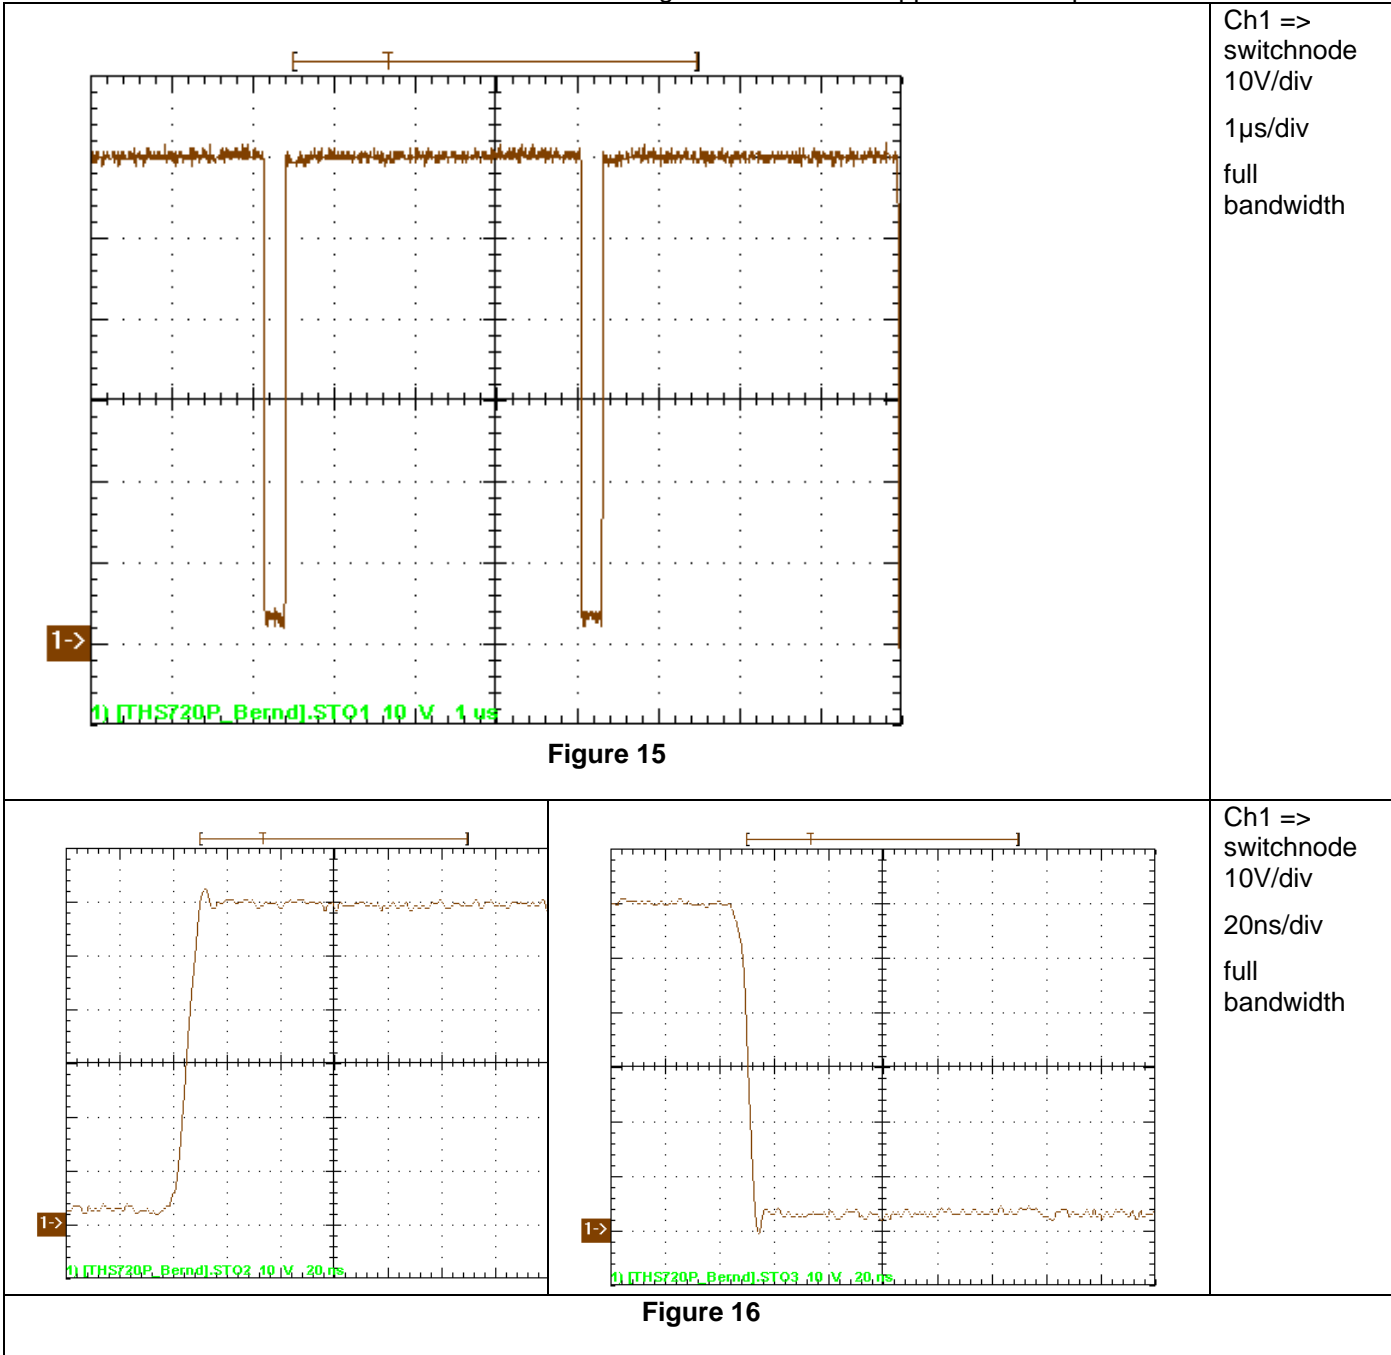 Ch1 =>
switchnode
10V/div
1µs/div
full
bandwidth
1->
1) [THS720P_Bernd].STO1 10 V 1 us
Figure 15
1->
1) [THS720P_Bernd].STO2 10 V 20 ns
1->
1) [THS720P_Bernd].STO3 10 V 20 ns
Ch1 =>
switchnode
10V/div
20ns/div
full
bandwidth
Figure 16